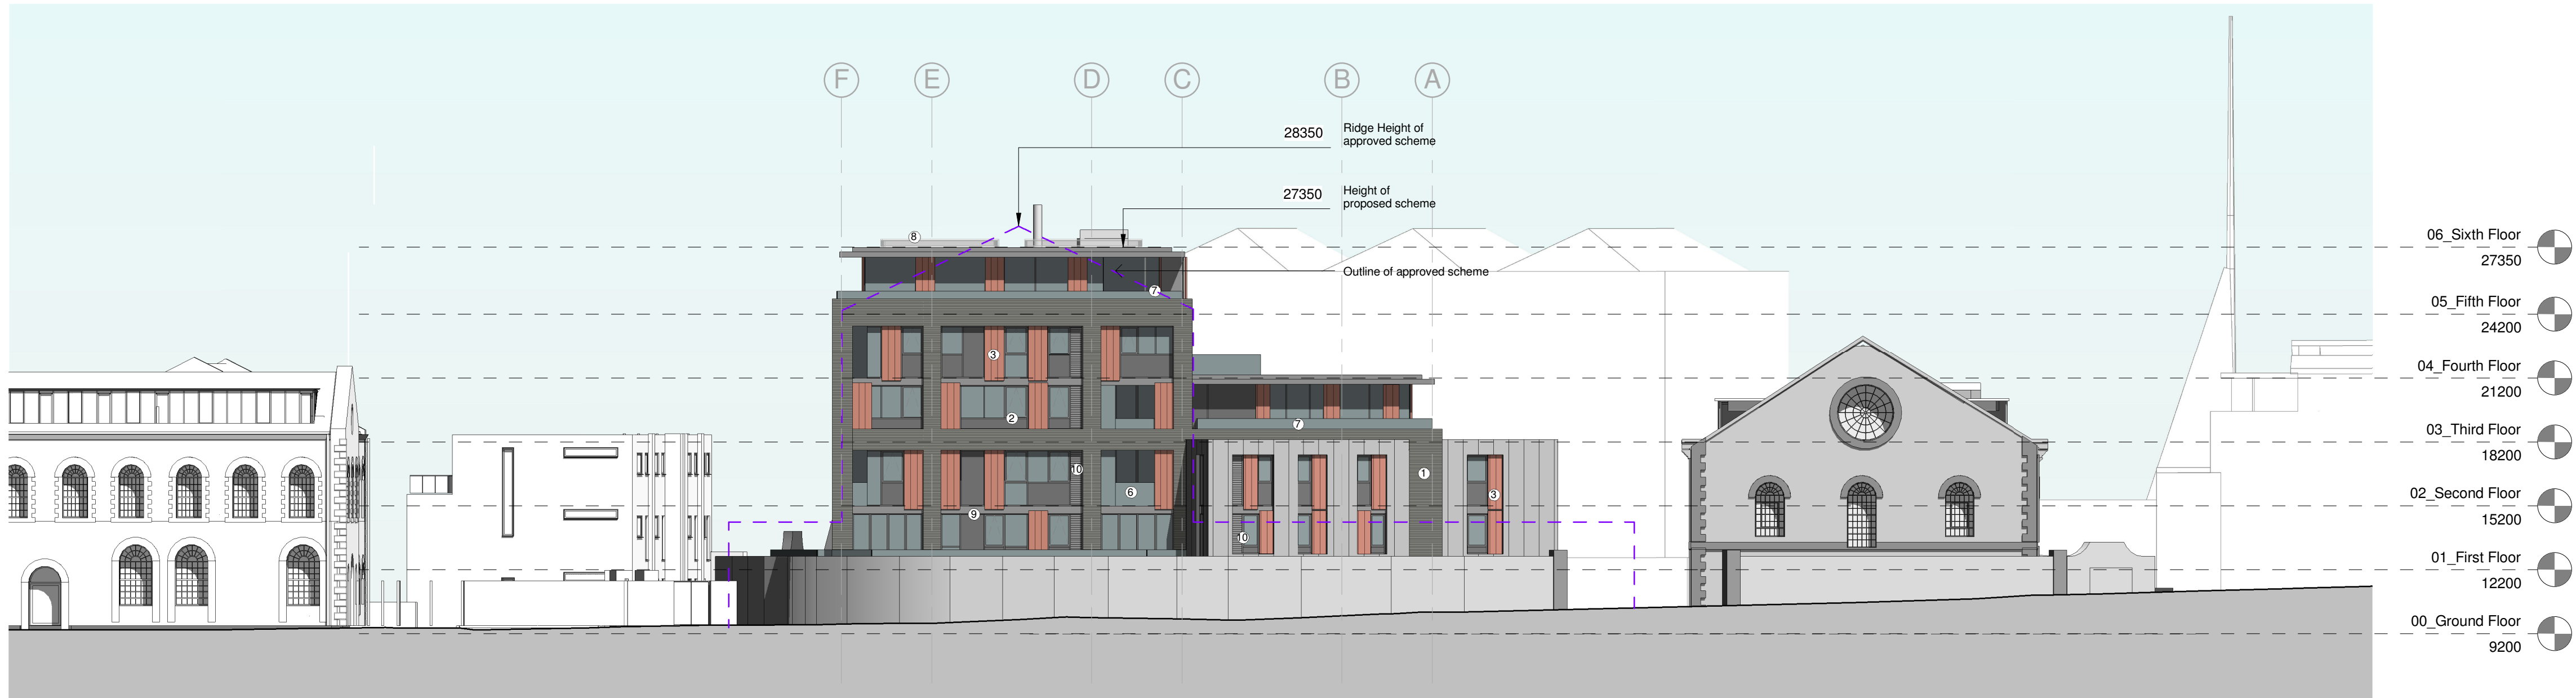 F E D C B A
28350 Ridge Height of
approved scheme
27350 Height of
proposed scheme
8
06_Sixth Floor
27350
Outline of approved scheme
7
05_Fifth Floor
24200
3
04_Fourth Floor
21200
2
7
03_Third Floor
18200
10
1
6
3
02_Second Floor
15200
9
10
01_First Floor
12200
00_Ground Floor
9200